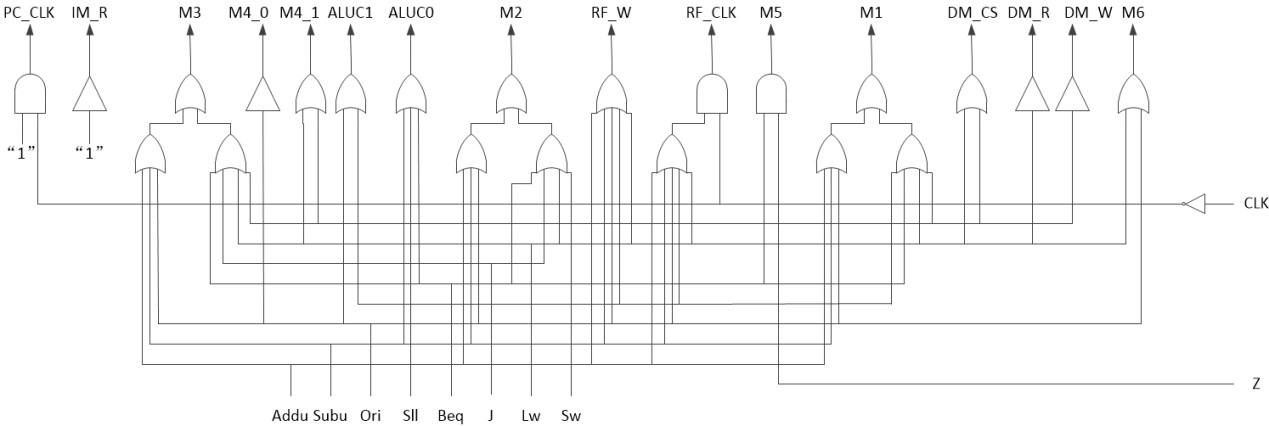 PC_CLK IM_R M3 M4_0 M4_1 ALUC1 ALUC0 M2 RF_W RF_CLK M5 M1 DM_CS DM_R DM_W M6
“1” “1”
CLK
Z
Addu Subu Ori Sll Beq J Lw Sw